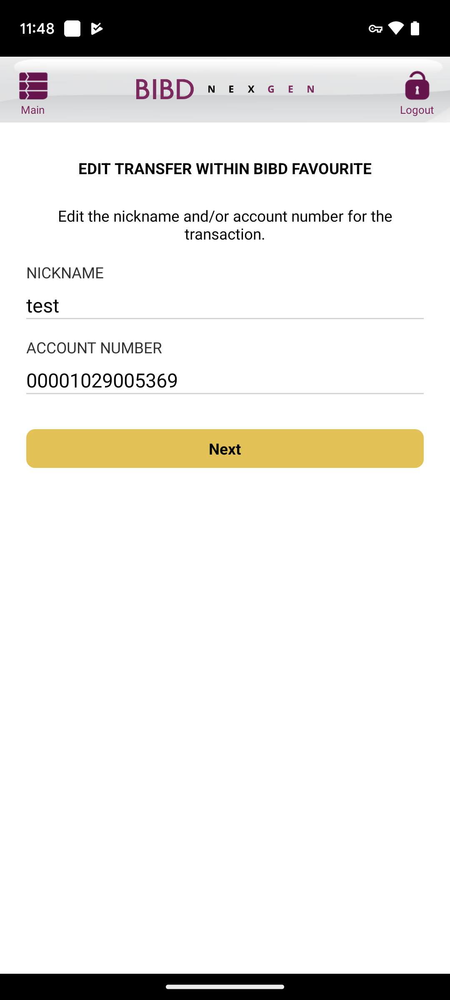 11:48
BIBD NEXGEN
Main
Logout
EDIT TRANSFER WITHIN BIBD FAVOURITE
Edit the nickname and/or account number for the
transaction.
NICKNAME
test
ACCOUNT NUMBER
00001029005369
Next